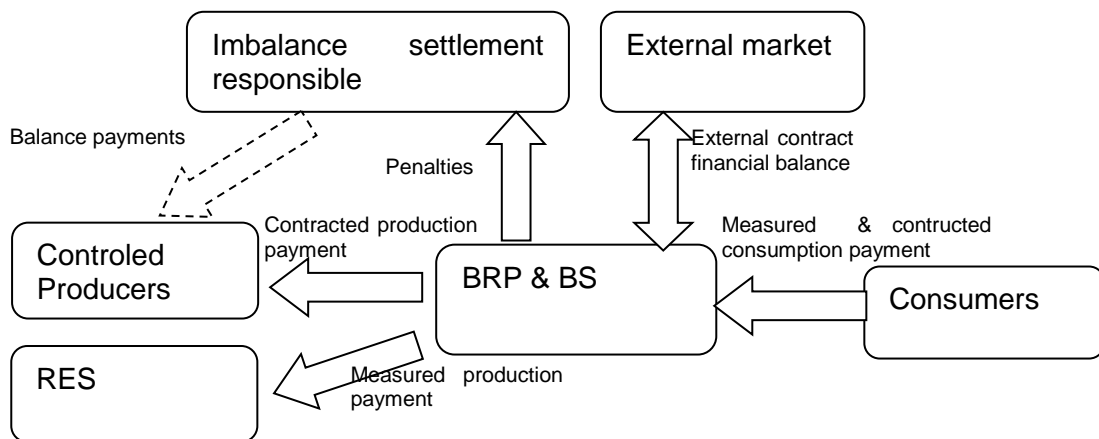 Imbalance settlement
responsible
External market
Balance payments
Penalties
External contract
financial balance
Contracted production
payment
Measured & contructed
consumption payment
Controled
Producers
BRP & BS
Consumers
RES
Measured production
payment